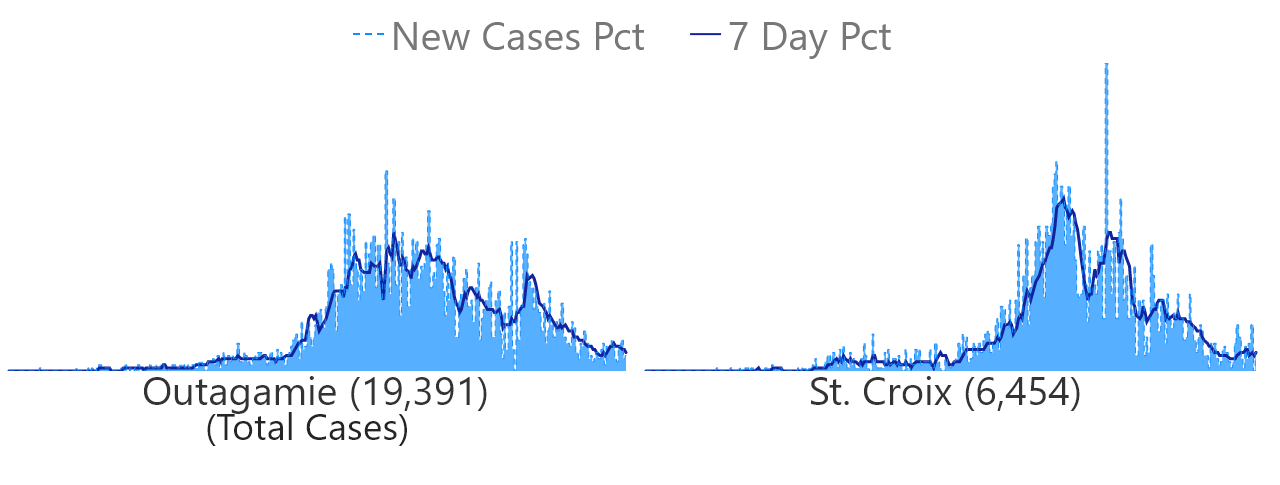 New Cases Pct 7 Day Pct
Outagamie (19,391) St. Croix (6,454)
(Total Cases)